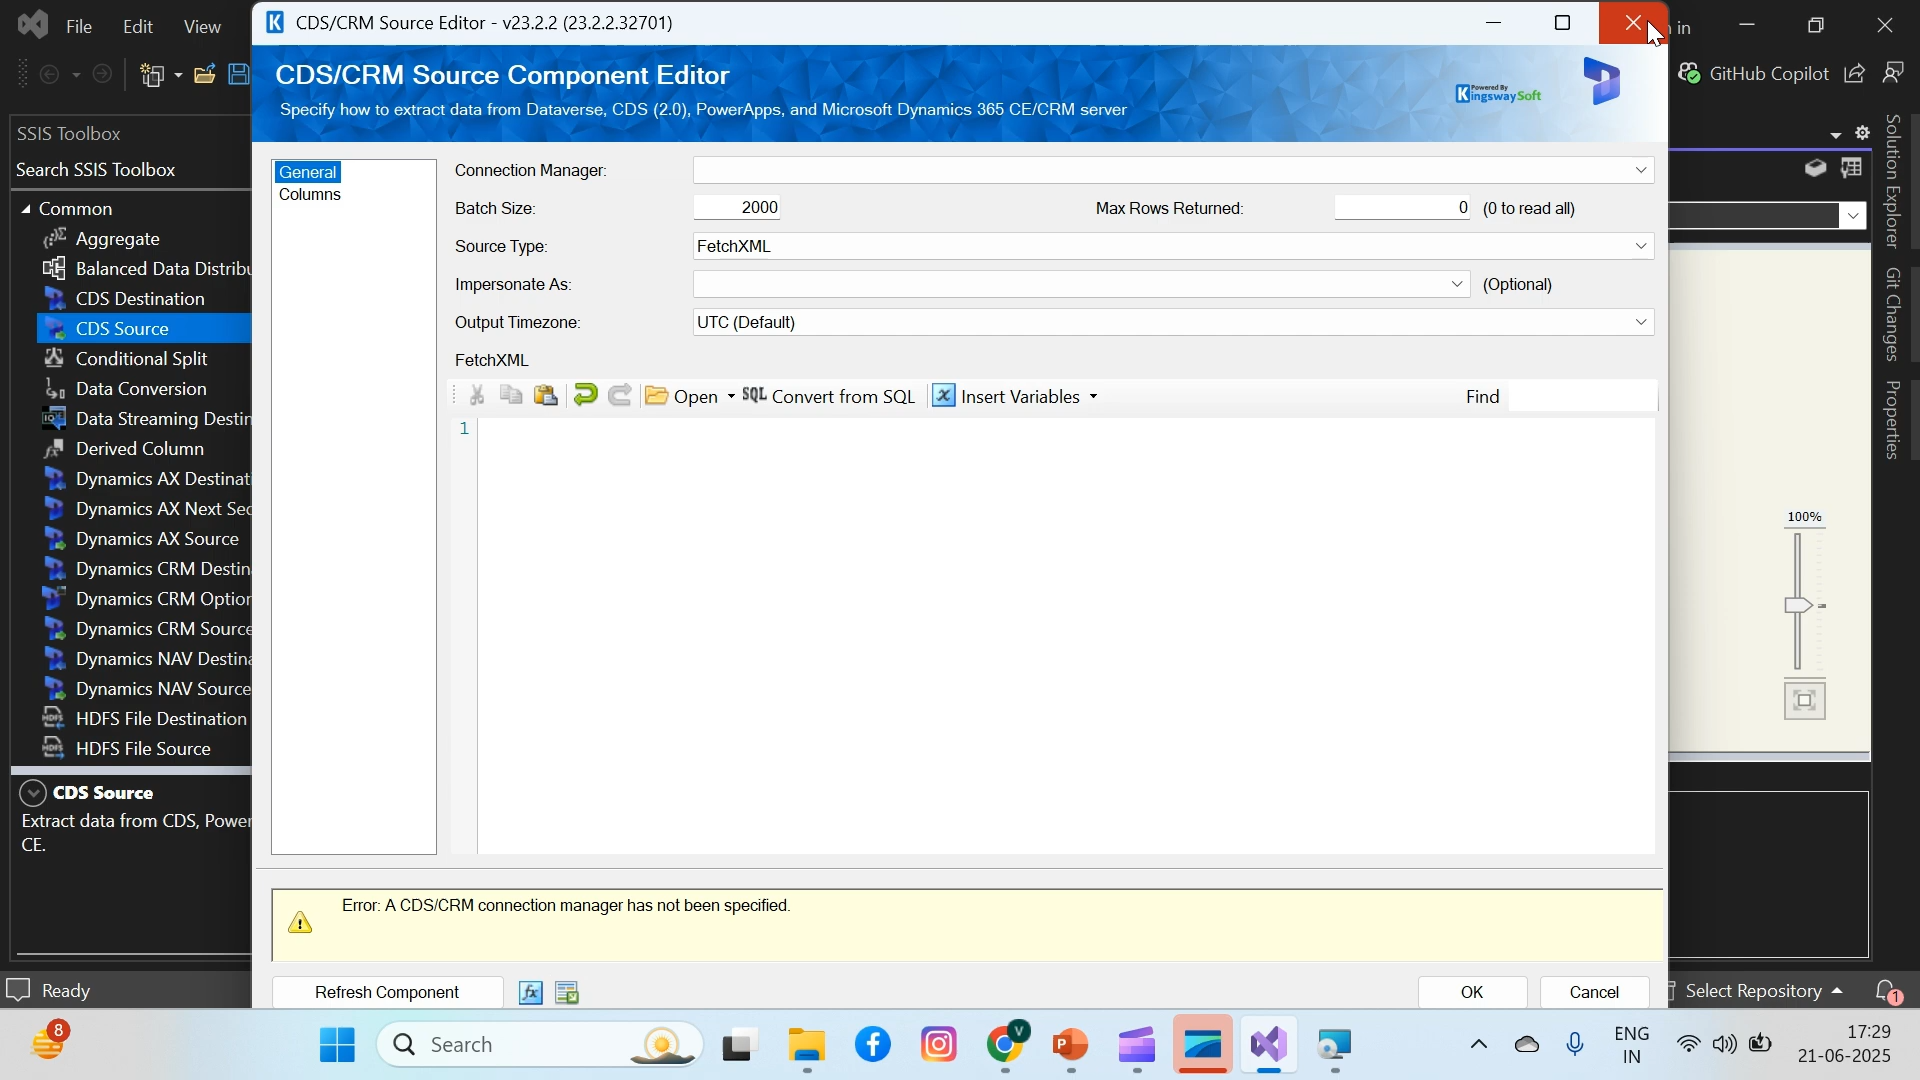 File Edit View
CDS/CRM Source Editor - v23.2.2 (23.2.2.32701)
in
CDS/CRM Source Component Editor
Specify how to extract data from Dataverse, CDS (2.0), PowerApps, and Microsoft Dynamics 365 CE/CRM server
Powered By
KingswaySoft
GitHub Copilot
SSIS Toolbox
Search SSIS Toolbox
Common
Aggregate
Balanced Data Distribu
CDS Destination
CDS Source
Conditional Split
Data Conversion
Data Streaming Destin
Derived Column
Dynamics AX Destinat
Dynamics AX Next Sec
Dynamics AX Source
Dynamics CRM Destin
Dynamics CRM Option
Dynamics CRM Source
Dynamics NAV Destina
Dynamics NAV Source
HDFS File Destination
HDFS File Source
CDS Source
Extract data from CDS, Power
CE.
General
Columns
Connection Manager:
Batch Size: 2000 Max Rows Returned: 0 (0 to read all)
Source Type: FetchXML
Impersonate As: (Optional)
Output Timezone: UTC (Default)
FetchXML
Open SQL Convert from SQL Insert Variables Find
1
Error: A CDS/CRM connection manager has not been specified.
Refresh Component OK Cancel
Solution Explorer
Git Changes
Properties
100%
Ready
Select Repository
1
8
Search
V
ENG
IN
17:29
21-06-2025